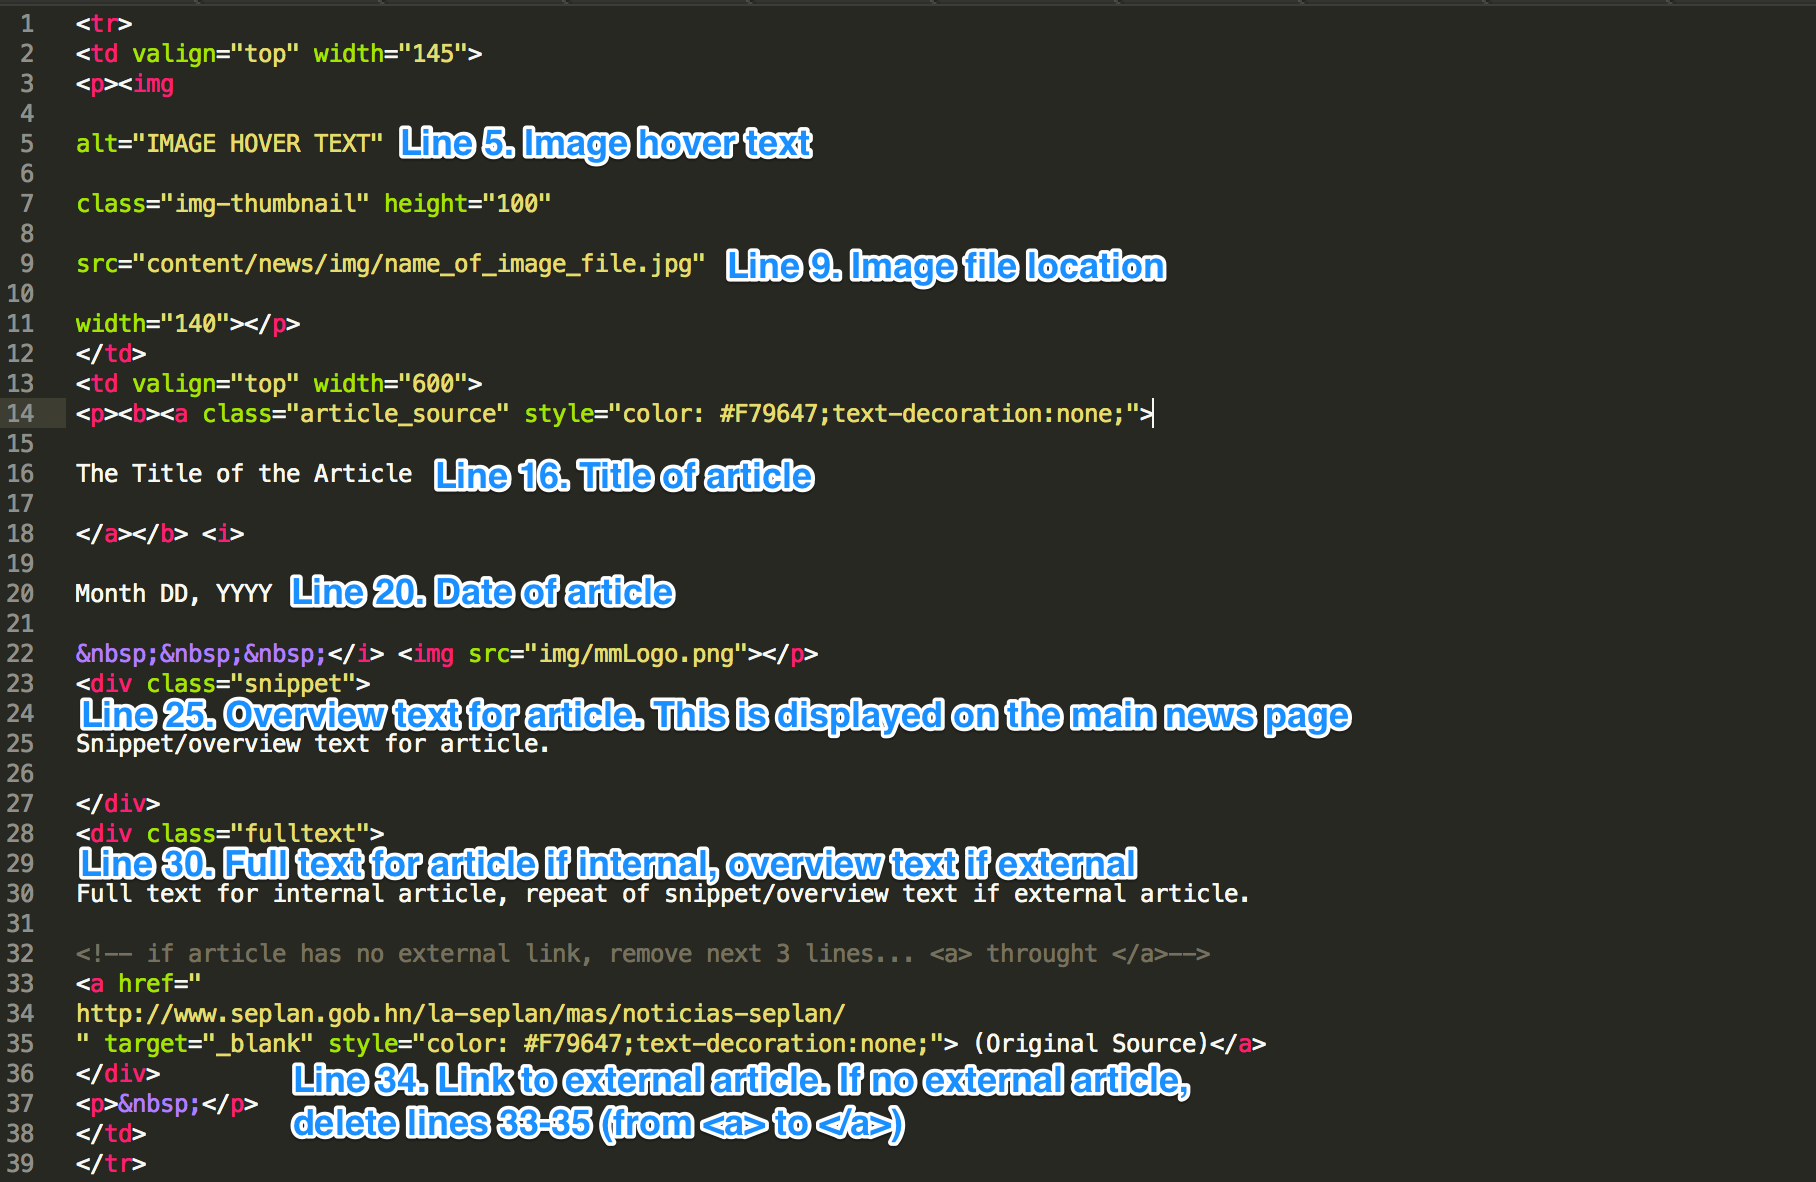 1 <tr>
2 <td valign="top" width="145">
3 <p><img
4
5 alt="IMAGE HOVER TEXT" Line 5. Image hover text
6
7 class="img-thumbnail" height="100"
8
9 src="content/news/img/name_of_image_file.jpg" Line 9. Image file location
10
11 width="140"></p>
12 </td>
13 <td valign="top" width="600">
14 <p><b><a class="article_source" style="color: #F79647;text-decoration:none;">
15
16 The Title of the Article Line 16. Title of article
17
18 </a></b> <i>
19
20 Month DD, YYYY Line 20. Date of article
21
22 &nbsp;&nbsp;&nbsp;</i> <img src="img/mmLogo.png"></p>
23 <div class="snippet">
24 Line 25. Overview text for article. This is displayed on the main news page
25 Snippet/overview text for article.
26
27 </div>
28 <div class="fulltext">
29 Line 30. Full text for article if internal, overview text if external
30 Full text for internal article, repeat of snippet/overview text if external article.
31
32 <!-- if article has no external link, remove next 3 lines... <a> throught </a>-->
33 <a href="
34 http://www.seplan.gob.hn/la-seplan/mas/noticias-seplan/
35 " target="_blank" style="color: #F79647;text-decoration:none;"> (Original Source)</a>
36 </div> Line 34. Link to external article. If no external article,
37 <p>&nbsp;</p> delete lines 33-35 (from <a> to </a>)
38 </td>
39 </tr>